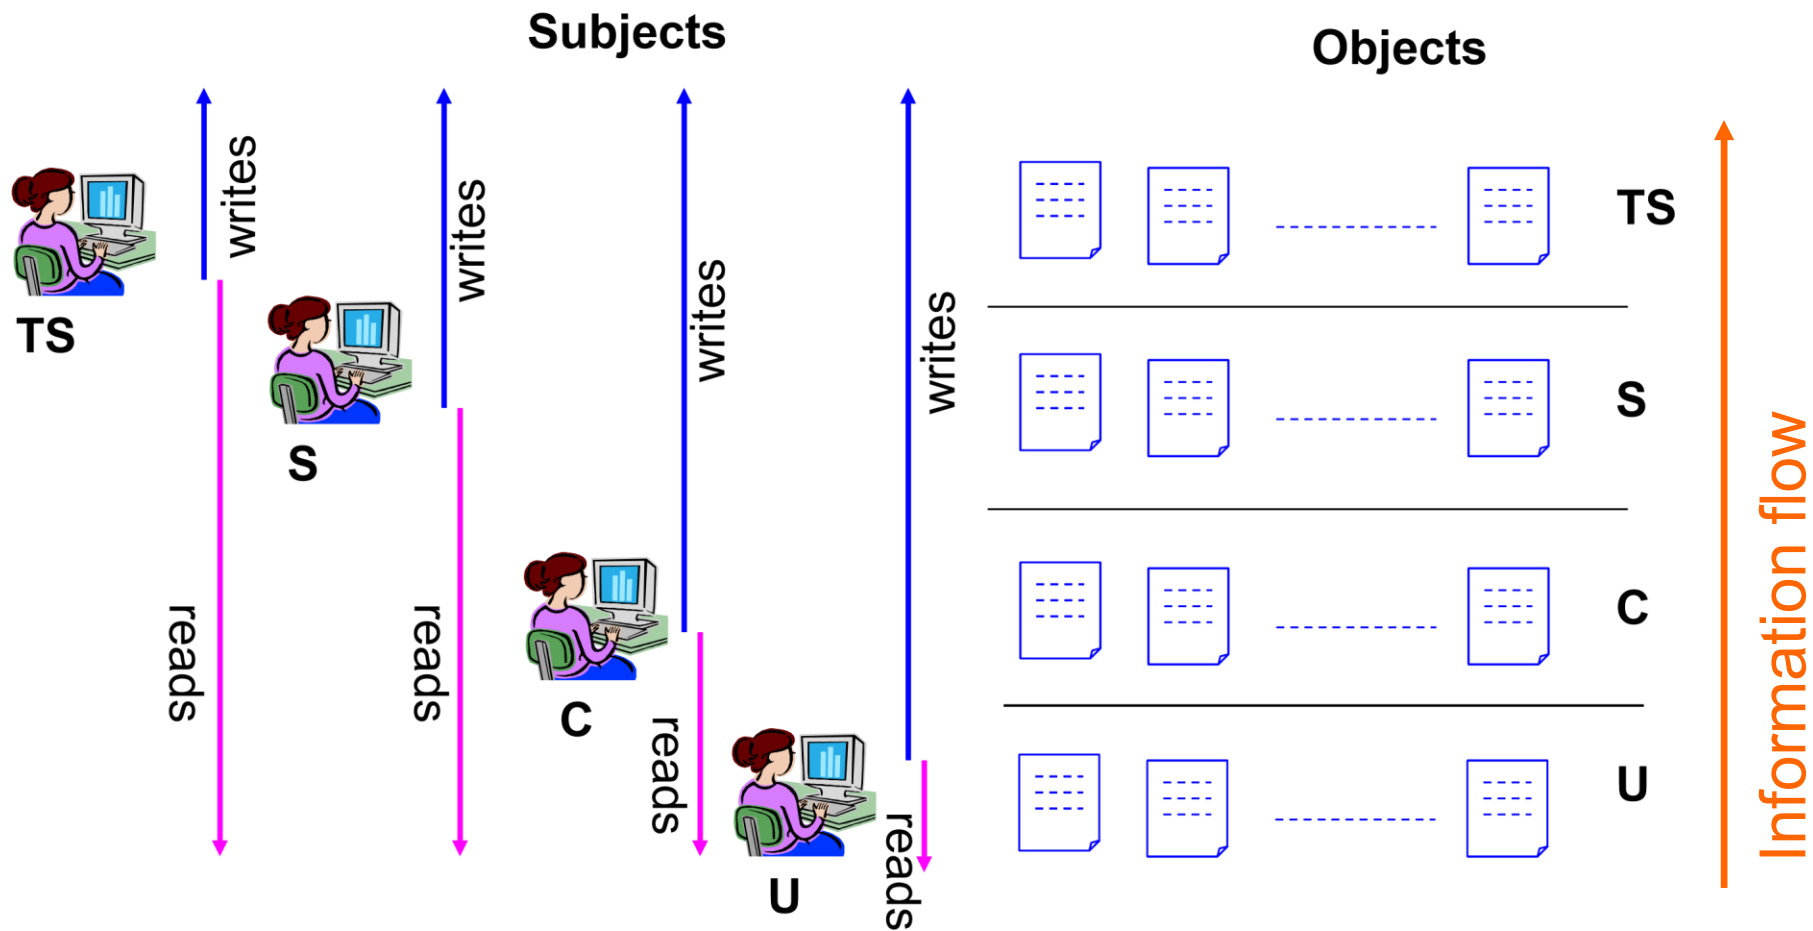 Subjects
Objects
writes
writes
writes
writes
TS
S
C
U
reads
reads
reads
reads
TS
S
C
U
Information flow